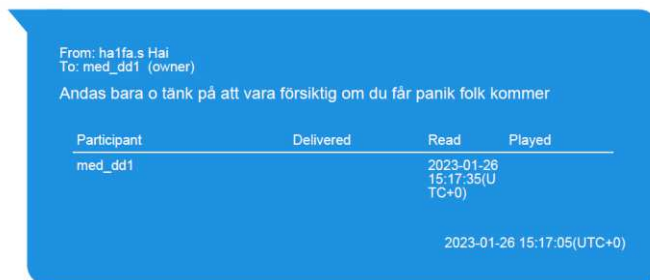 From: ha1fa.s Hai
To: med_dd1 (owner)
Andas bara o tänk på att vara försiktig om du får panik folk kommer
Participant Delivered Read Played
med_dd1 2023-01-26
15:17:35(U
TC+0)
2023-01-26 15:17:05(UTC+0)